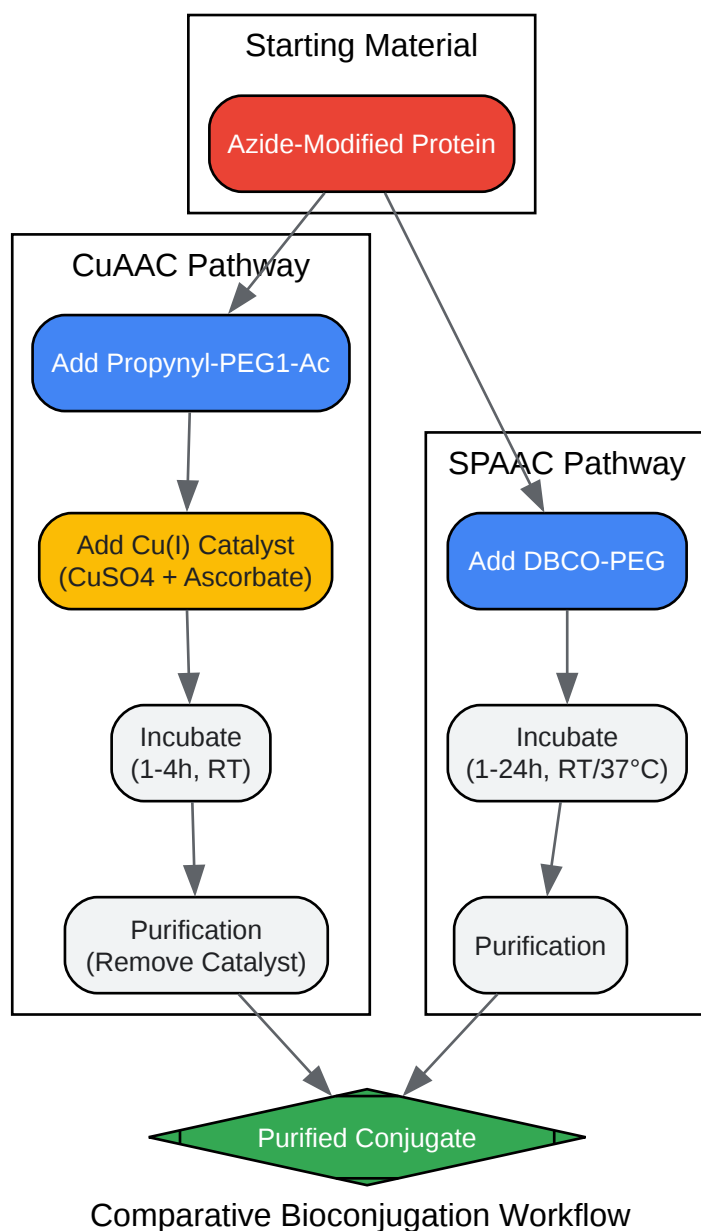 Starting Material
Azide-Modified Protein
CuAAC Pathway
Add Propynyl-PEG1-Ac
Add Cu(I) Catalyst
(CuSO4 + Ascorbate)
Incubate
(1-4h, RT)
Purification
(Remove Catalyst)
SPAAC Pathway
Add DBCO-PEG
Incubate
(1-24h, RT/37°C)
Purification
Purified Conjugate
Comparative Bioconjugation Workflow